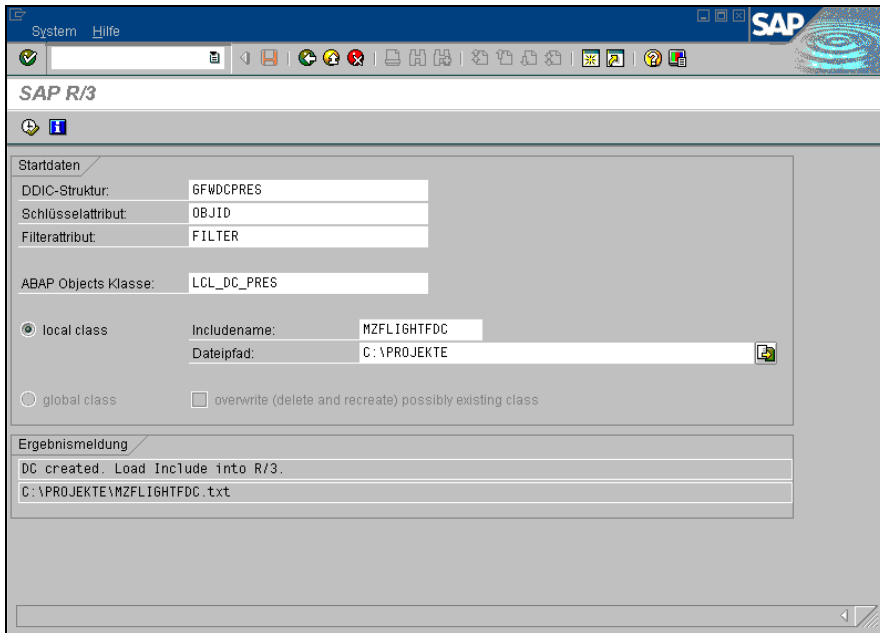 System Hilfe
SAP
SAP R/3
Startdaten
DDIC-Struktur: GFWDCPRES
Schlüsselattribut: OBJID
Filterattribut: FILTER
ABAP Objects Klasse: LCL_DC_PRES
local class Includename: MZFLIGHTFDC
Dateipfad: C:\PROJEKTE
global class overwrite (delete and recreate) possibly existing class
Ergebnismeldung
DC created. Load Include into R/3.
C:\PROJEKTE\MZFLIGHTFDC.txt